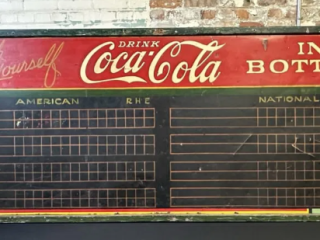 yourself
DRINK
Coca-Cola
IN
BOTT
AMERICAN R H E
NATIONAL